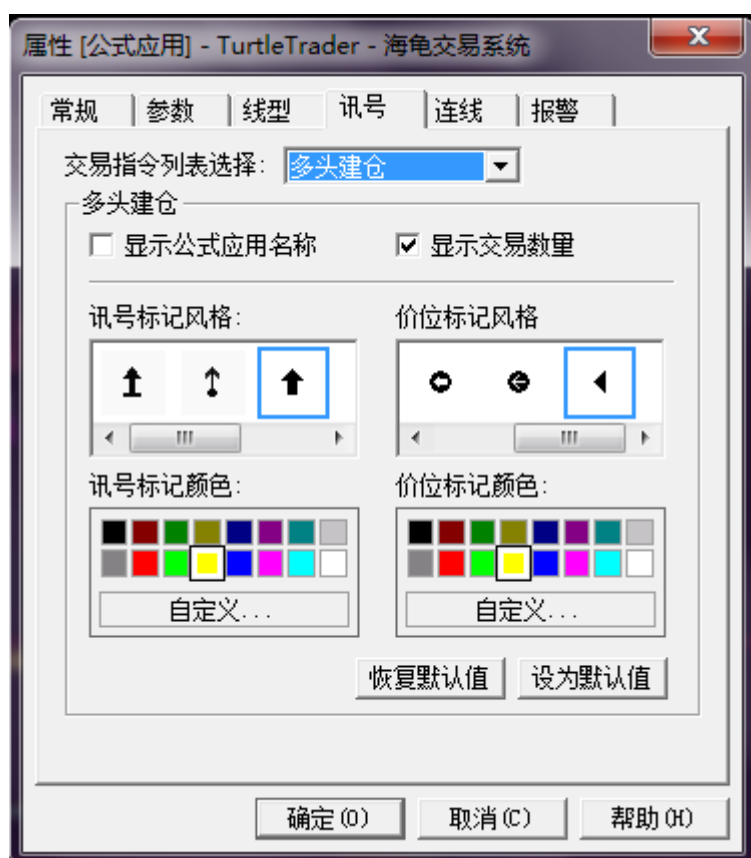 属性 [公式应用] - TurtleTrader - 海龟交易系统
常规 参数 线型 讯号 连线 报警
交易指令列表选择: 多头建仓
多头建仓
显示公式应用名称 显示交易数量
讯号标记风格: 价位标记风格
讯号标记颜色: 价位标记颜色:
自定义... 自定义...
恢复默认值 设为默认值
确定(O) 取消(C) 帮助(H)